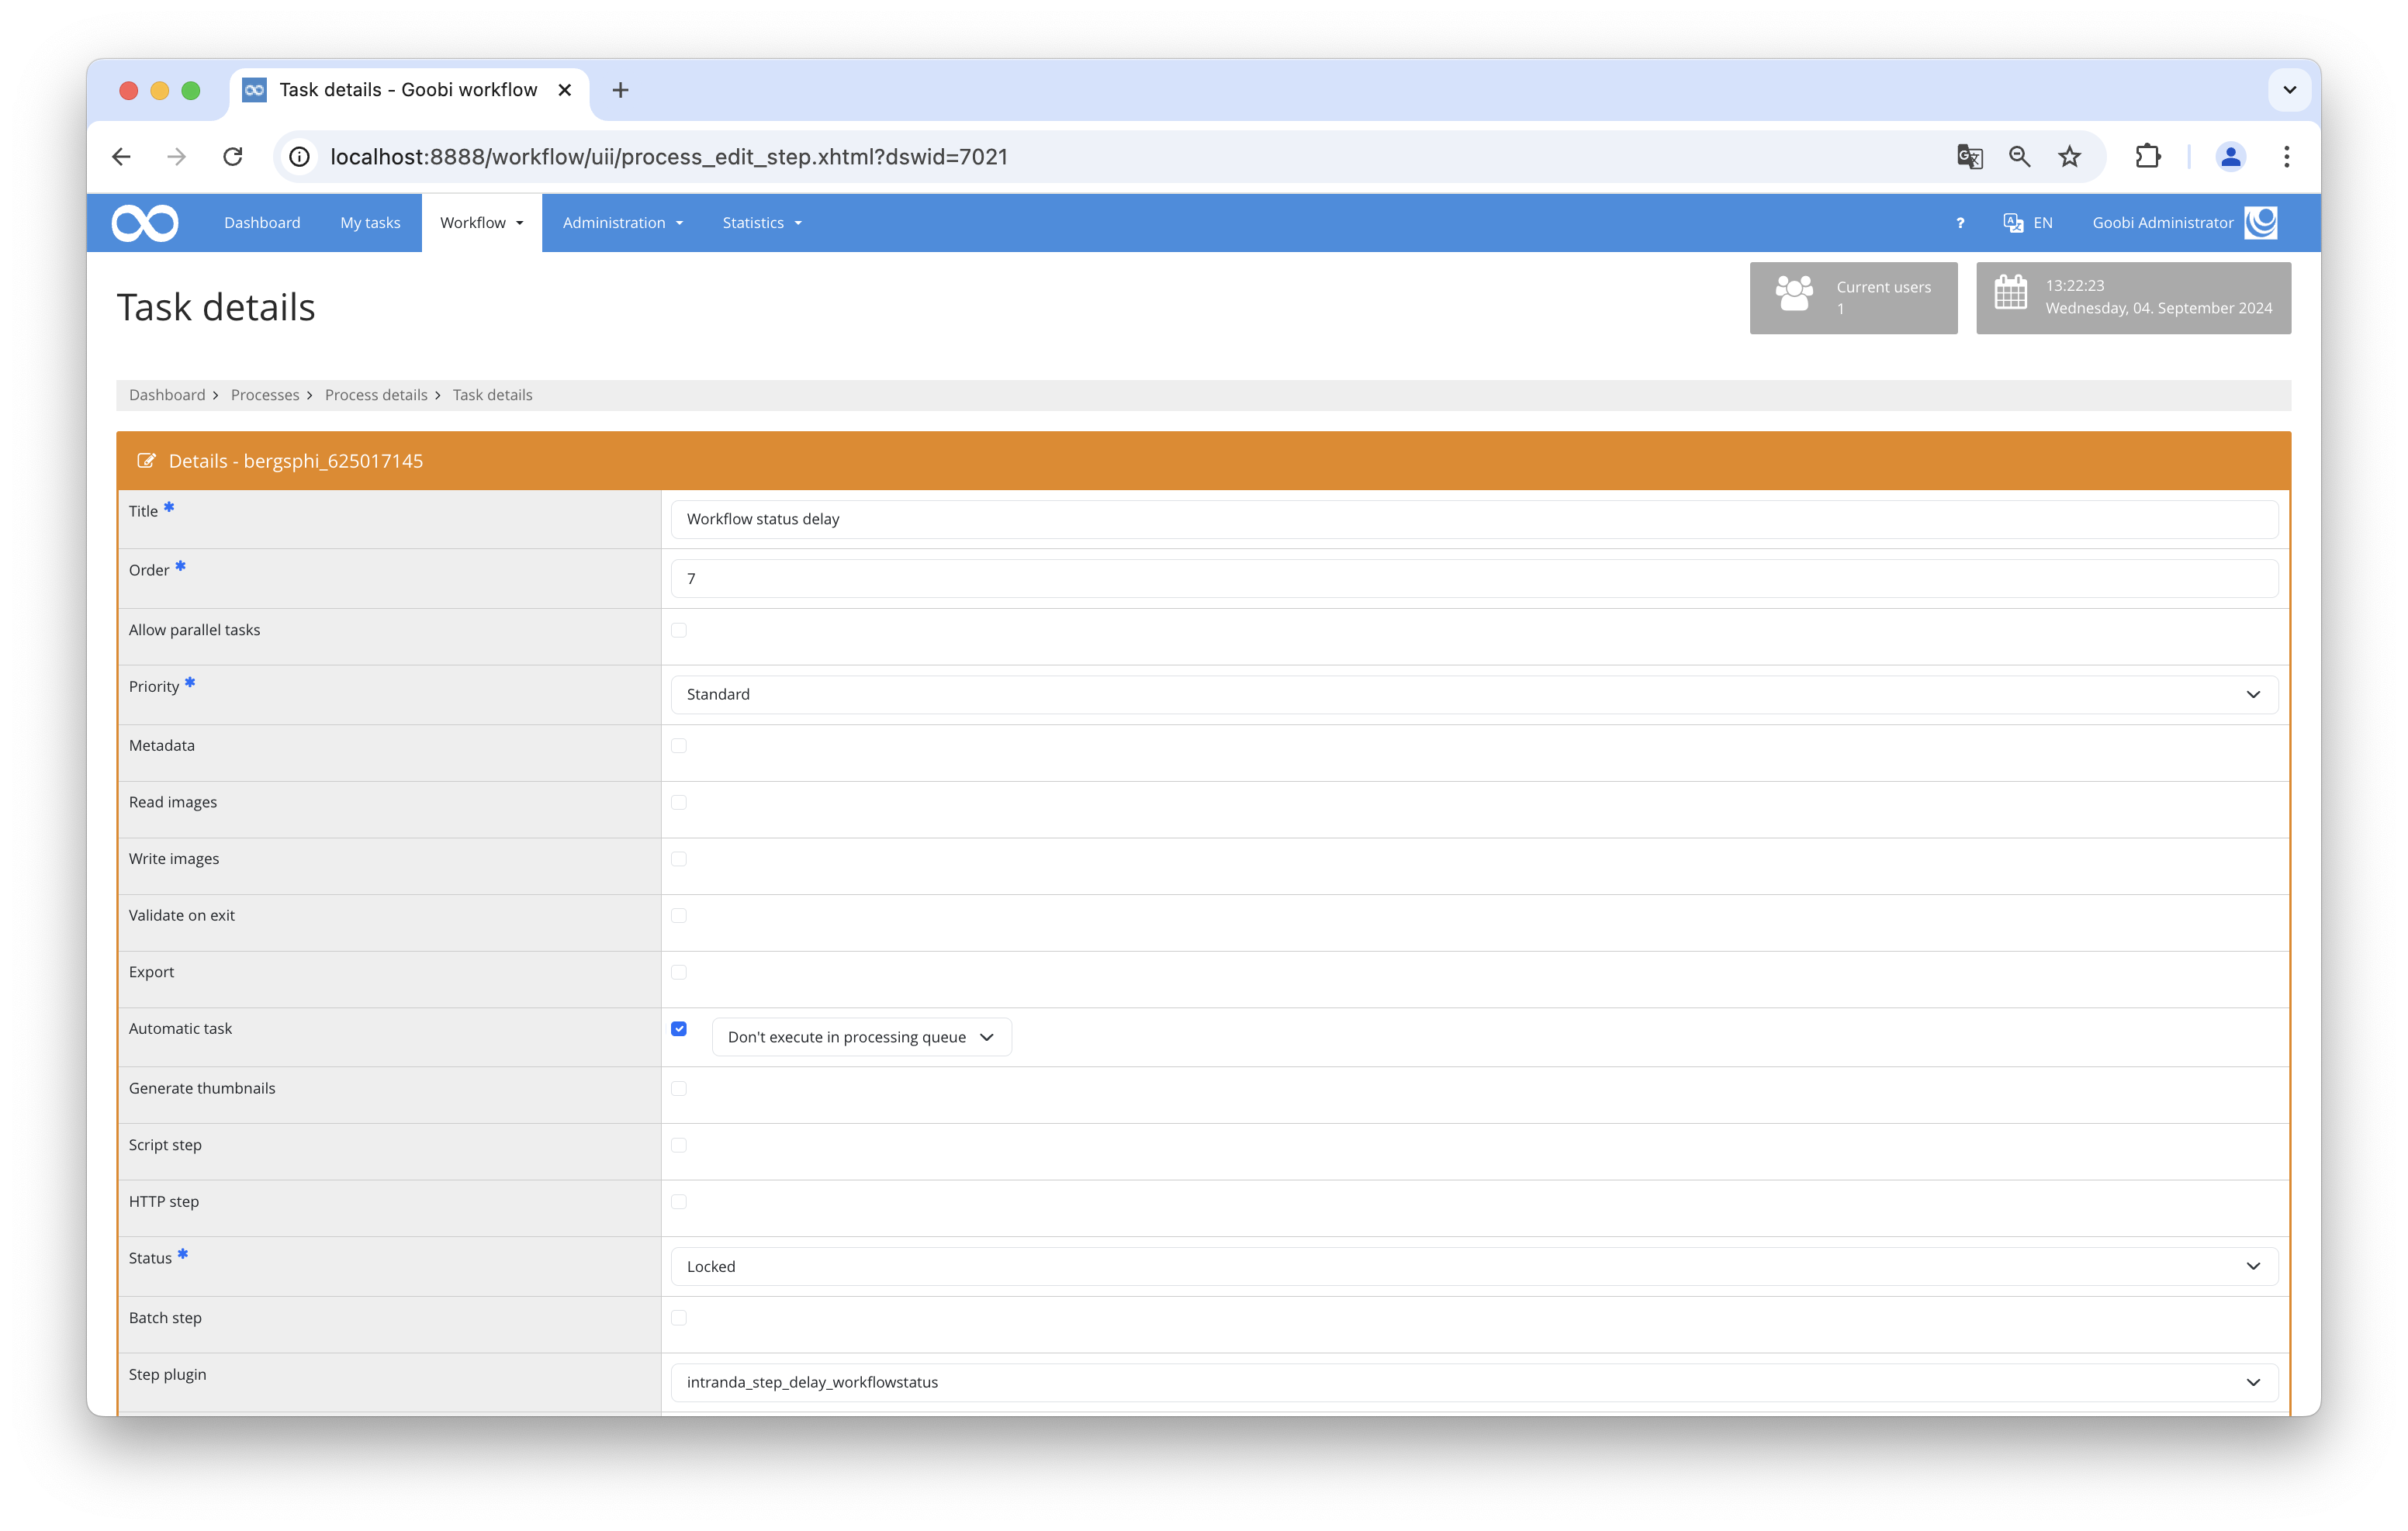 Task details - Goobi workflow
localhost:8888/workflow/uii/process_edit_step.xhtml?dswid=7021
Dashboard My tasks Workflow Administration Statistics ? EN Goobi Administrator
Task details
Current users
1
13:22:23
Wednesday, 04. September 2024
Dashboard > Processes > Process details > Task details
Details - bergsphi_625017145
Title * Workflow status delay
Order * 7
Allow parallel tasks
Priority * Standard
Metadata
Read images
Write images
Validate on exit
Export
Automatic task Don't execute in processing queue
Generate thumbnails
Script step
HTTP step
Status * Locked
Batch step
Step plugin intranda_step_delay_workflowstatus